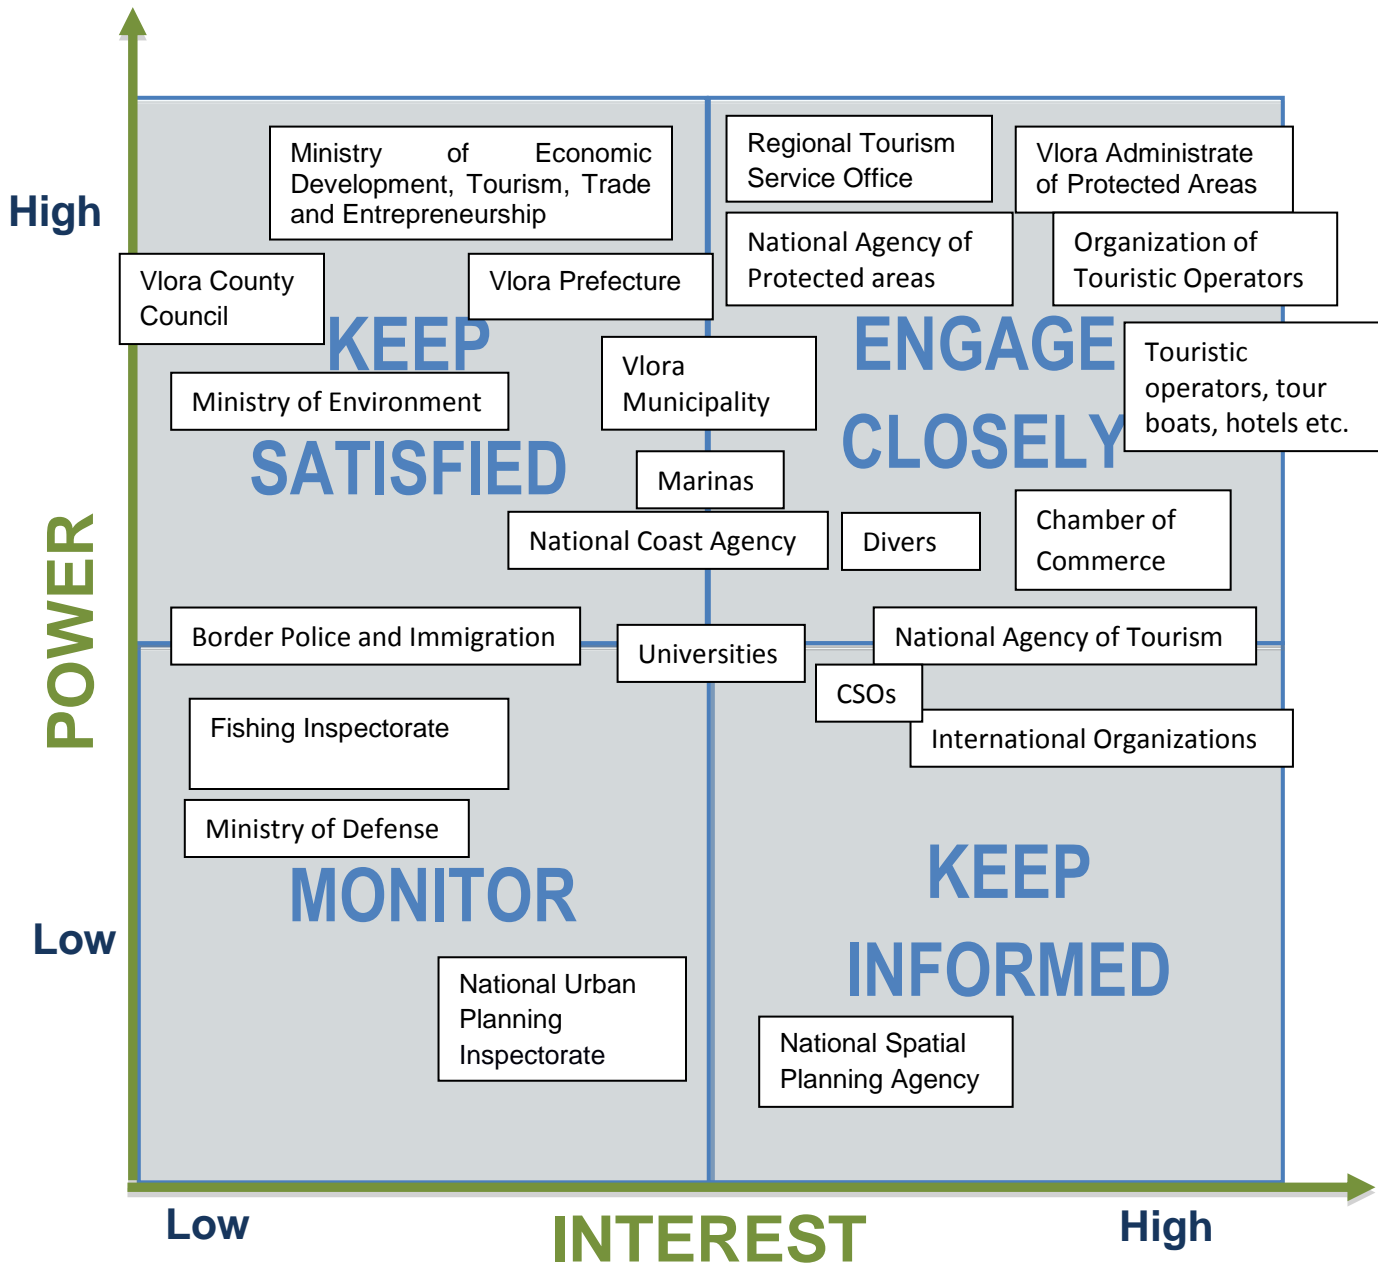 High
Low
POWER
Ministry of Economic
Development, Tourism, Trade
and Entrepreneurship
Vlora County
Council
Vlora Prefecture
KEEP
SATISFIED
Ministry of Environment
Vlora
Municipality
Marinas
National Coast Agency
Border Police and Immigration
Universities
Regional Tourism
Service Office
Vlora Administrate
of Protected Areas
National Agency of
Protected areas
Organization of
Touristic Operators
ENGAGE
CLOSELY
Touristic
operators, tour
boats, hotels etc.
Divers
Chamber of
Commerce
National Agency of Tourism
CSOs
International Organizations
Fishing Inspectorate
Ministry of Defense
MONITOR
National Urban
Planning
Inspectorate
KEEP
INFORMED
National Spatial
Planning Agency
Low
INTEREST
High